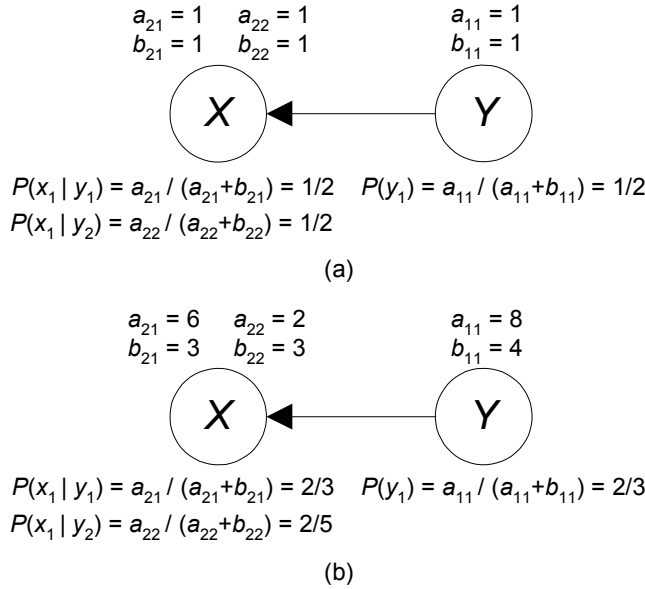 a₂₁ = 1 a₂₂ = 1 a₁₁ = 1
b₂₁ = 1 b₂₂ = 1 b₁₁ = 1
X Y
P(x₁ | y₁) = a₂₁ / (a₂₁+b₂₁) = 1/2 P(y₁) = a₁₁ / (a₁₁+b₁₁) = 1/2
P(x₁ | y₂) = a₂₂ / (a₂₂+b₂₂) = 1/2
(a)
a₂₁ = 6 a₂₂ = 2 a₁₁ = 8
b₂₁ = 3 b₂₂ = 3 b₁₁ = 4
X Y
P(x₁ | y₁) = a₂₁ / (a₂₁+b₂₁) = 2/3 P(y₁) = a₁₁ / (a₁₁+b₁₁) = 2/3
P(x₁ | y₂) = a₂₂ / (a₂₂+b₂₂) = 2/5
(b)